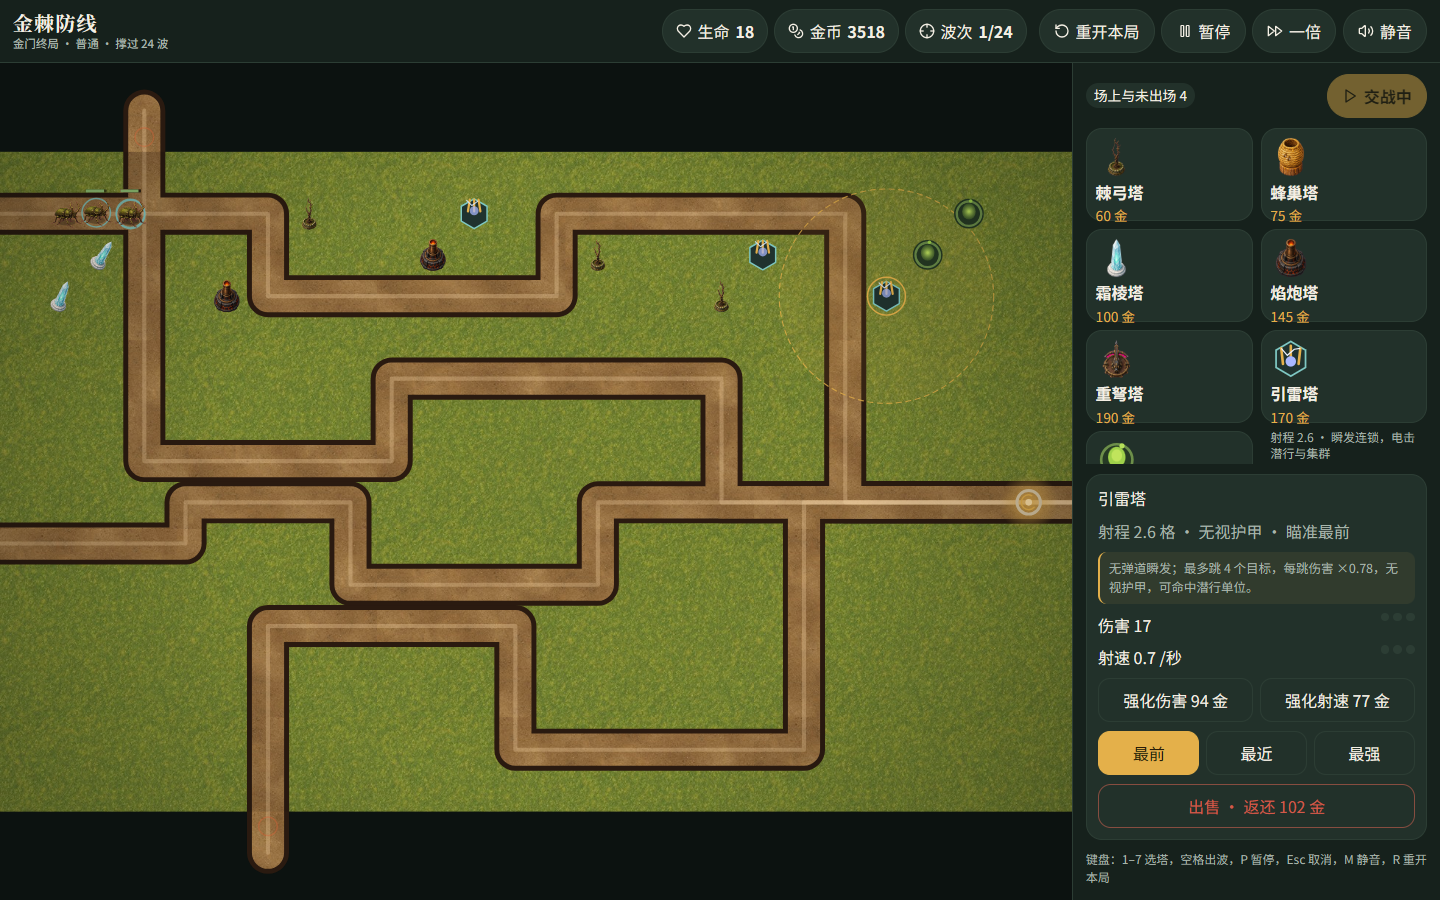 金棘防线
金门终局 • 普通 • 撑过 24 波
生命 18
金币 3518
波次 1/24
重开本局
暂停
一倍
静音
场上与未出场 4
交战中
棘弓塔
60 金
蜂巢塔
75 金
霜棱塔
100 金
焰炮塔
145 金
重弩塔
190 金
引雷塔
170 金
射程 2.6 • 瞬发连锁，电击
潜行与集群
引雷塔
射程 2.6 格 • 无视护甲 • 瞄准最前
无弹道瞬发；最多跳 4 个目标，每跳伤害 ×0.78，无
视护甲，可命中潜行单位。
伤害 17
射速 0.7 /秒
强化伤害 94 金
强化射速 77 金
最前
最近
最强
出售 • 返还 102 金
键盘：1–7 选塔，空格出波，P 暂停，Esc 取消，M 静音，R 重开
本局